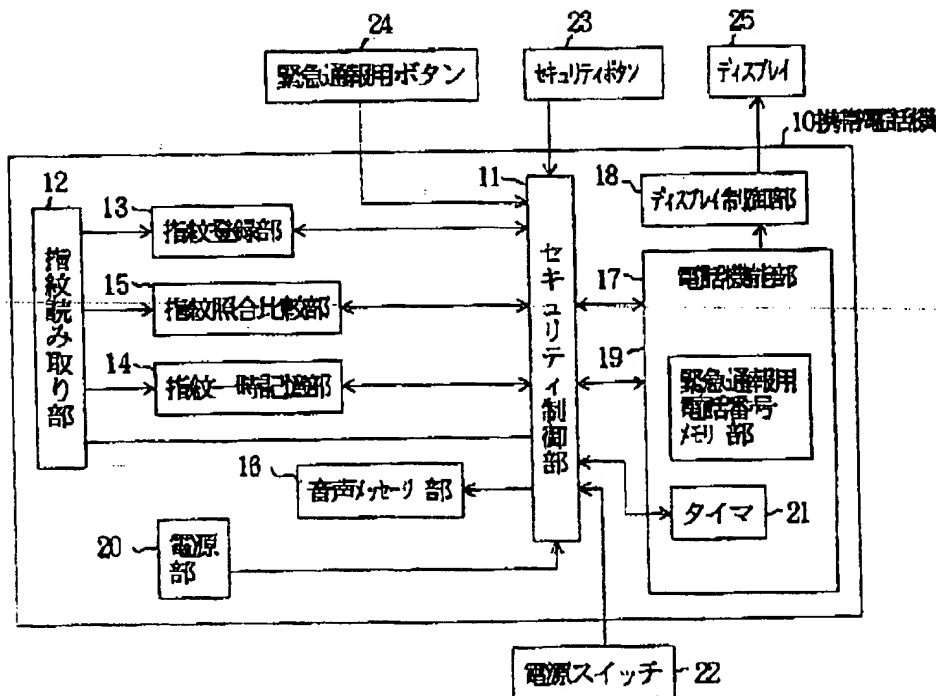 24
緊急通報用ボタン
23
セキュリティボタン
25
ディスプレイ
10携帯電話機
12
指紋読み取り部
13
指紋登録部
15
指紋照合比較部
14
指紋一時記憶部
16
音声メッセージ部
20
電源
部
11
セキュリティ制御部
18
ディスプレイ制御部
17
電話機能部
19
緊急通報用
電話番号
メモリ部
タイマ
21
電源スイッチ
22